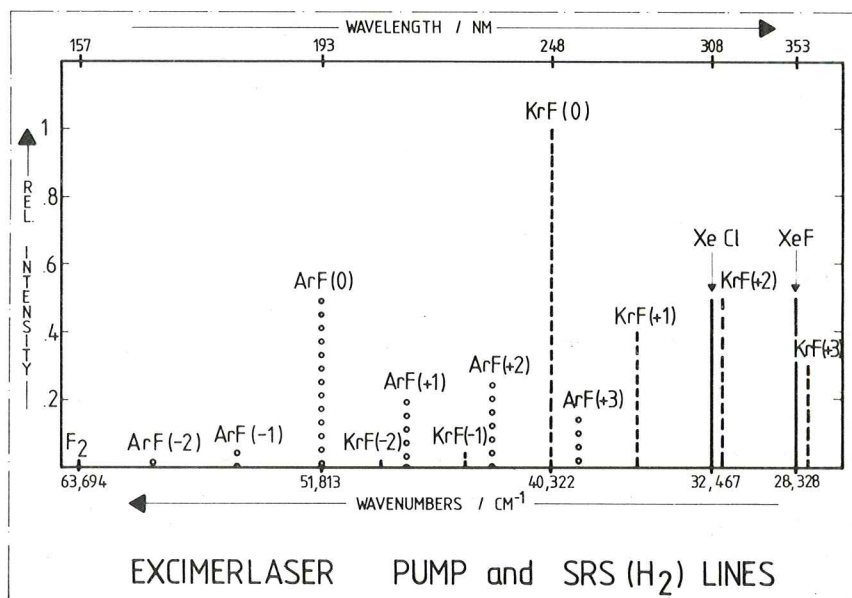 WAVELENGTH / NM
157 193 248 308 353
KrF(0)
1
.8
.6
.4
.2
REL. INTENSITY
XeCl XeF
ArF(0) KrF(+2)
KrF(+1) KrF(+3)
ArF(+2)
ArF(+1) ArF(+3)
F2 ArF(-2) ArF(-1) KrF(-2) KrF(-1)
63,694 51,813 40,322 32,467 28,328
WAVENUMBERS / CM-1
EXCIMERLASER PUMP and SRS (H2) LINES